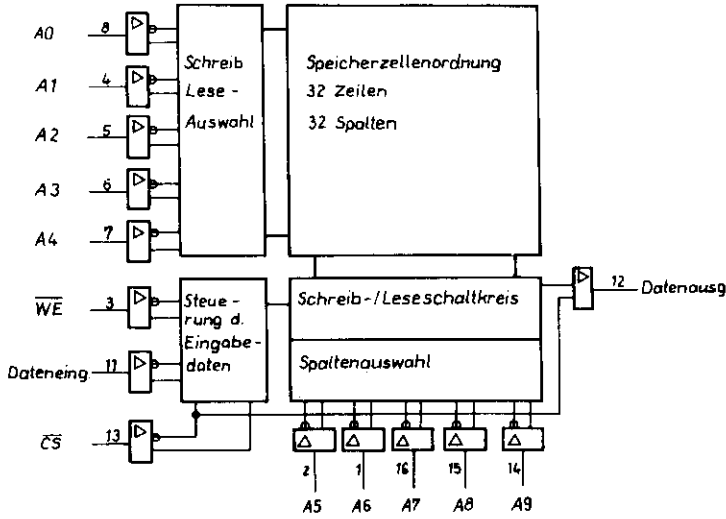 A0 8
A1 4
A2 5
A3 6
A4 7
Schreib
Lese-
Auswahl
Speicherzellenordnung
32 Zeilen
32 Spalten
WE 3
Dateneing. 11
CS 13
Steue-
rung d.
Eingabe-
daten
Schreib-/Leseschaltkreis
Spaltenauswahl
12 Datenausg
2 1 16 15 14
A5 A6 A7 A8 A9